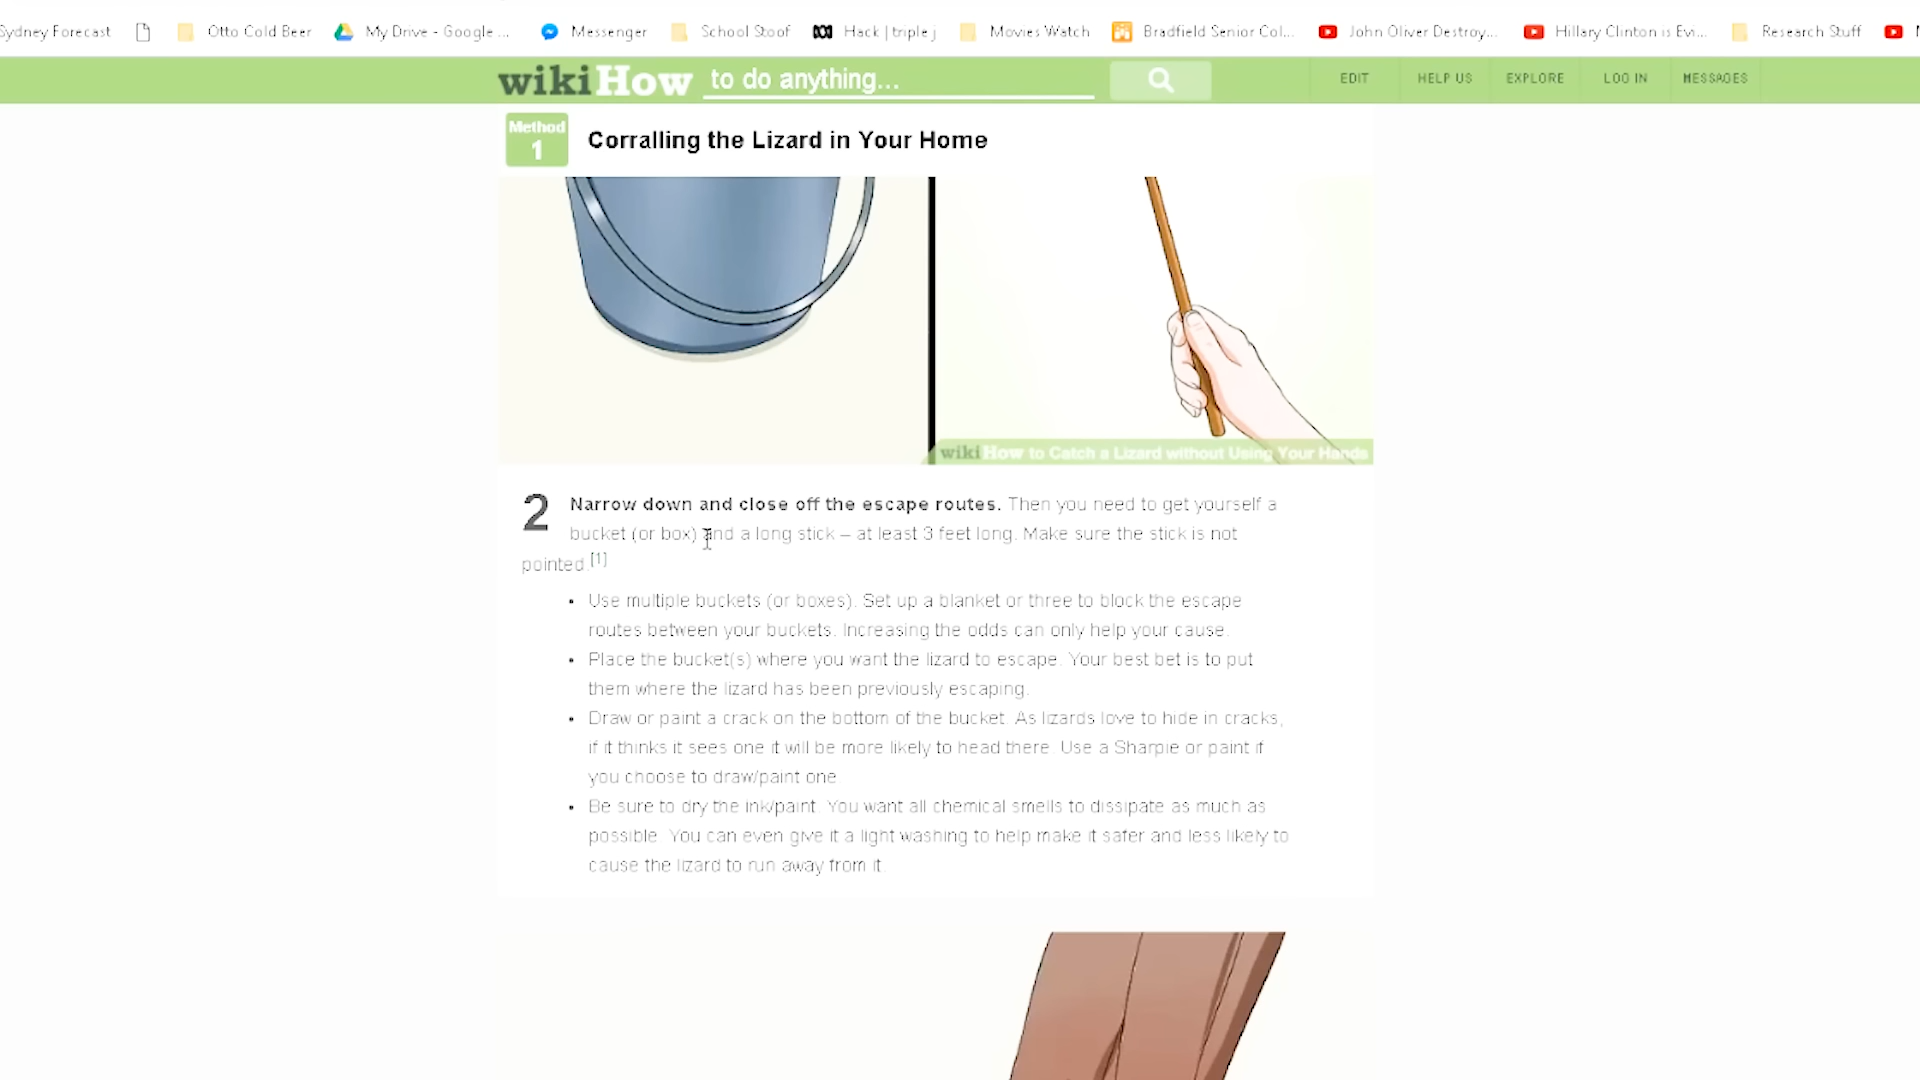 Sydney Forecast Otto Cold Beer My Drive - Google ... Messenger School Stoof Hack | triple j Movies Watch Bradfield Senior Col... John Oliver Destroy... Hillary Clinton is Evi... Research Stuff
wikiHow to do anything... EDIT HELP US EXPLORE LOG IN MESSAGES
Method
1
Corralling the Lizard in Your Home
wikiHow to Catch a Lizard without Using Your Hands
2 Narrow down and close off the escape routes. Then you need to get yourself a
bucket (or box) and a long stick – at least 3 feet long. Make sure the stick is not
pointed.[1]
• Use multiple buckets (or boxes). Set up a blanket or three to block the escape
routes between your buckets. Increasing the odds can only help your cause.
• Place the bucket(s) where you want the lizard to escape. Your best bet is to put
them where the lizard has been previously escaping.
• Draw or paint a crack on the bottom of the bucket. As lizards love to hide in cracks,
if it thinks it sees one it will be more likely to head there. Use a Sharpie or paint if
you choose to draw/paint one.
• Be sure to dry the ink/paint. You want all chemical smells to dissipate as much as
possible. You can even give it a light washing to help make it safer and less likely to
cause the lizard to run away from it.